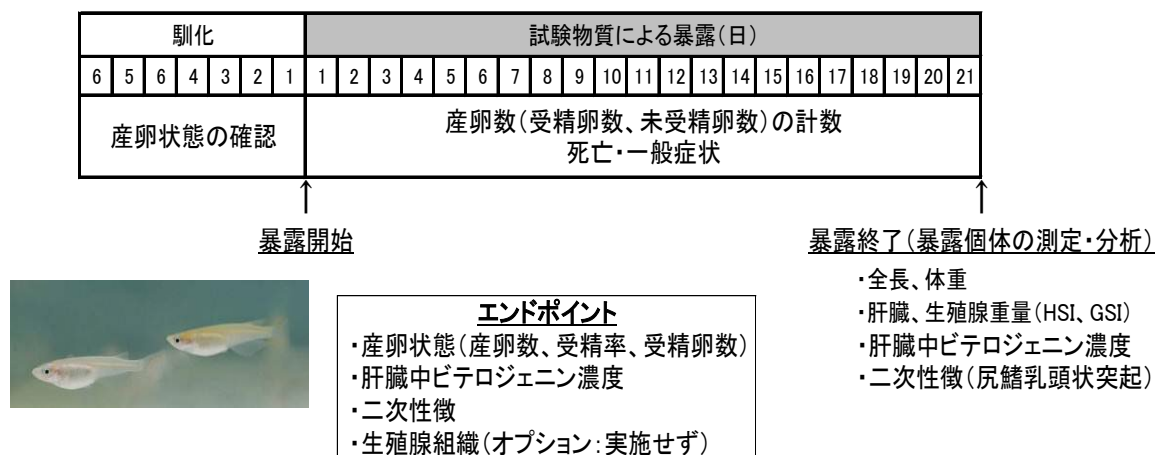 馴化 試験物質による暴露(日)
6 5 6 4 3 2 1 1 2 3 4 5 6 7 8 9 10 11 12 13 14 15 16 17 18 19 20 21
産卵状態の確認
産卵数(受精卵数、未受精卵数)の計数
死亡・一般症状
暴露開始
暴露終了(暴露個体の測定・分析)
・全長、体重
・肝臓、生殖腺重量(HSI、GSI)
・肝臓中ビテロジェニン濃度
・二次性徴(尻鰭乳頭状突起)
エンドポイント
・産卵状態(産卵数、受精率、受精卵数)
・肝臓中ビテロジェニン濃度
・二次性徴
・生殖腺組織(オプション:実施せず)